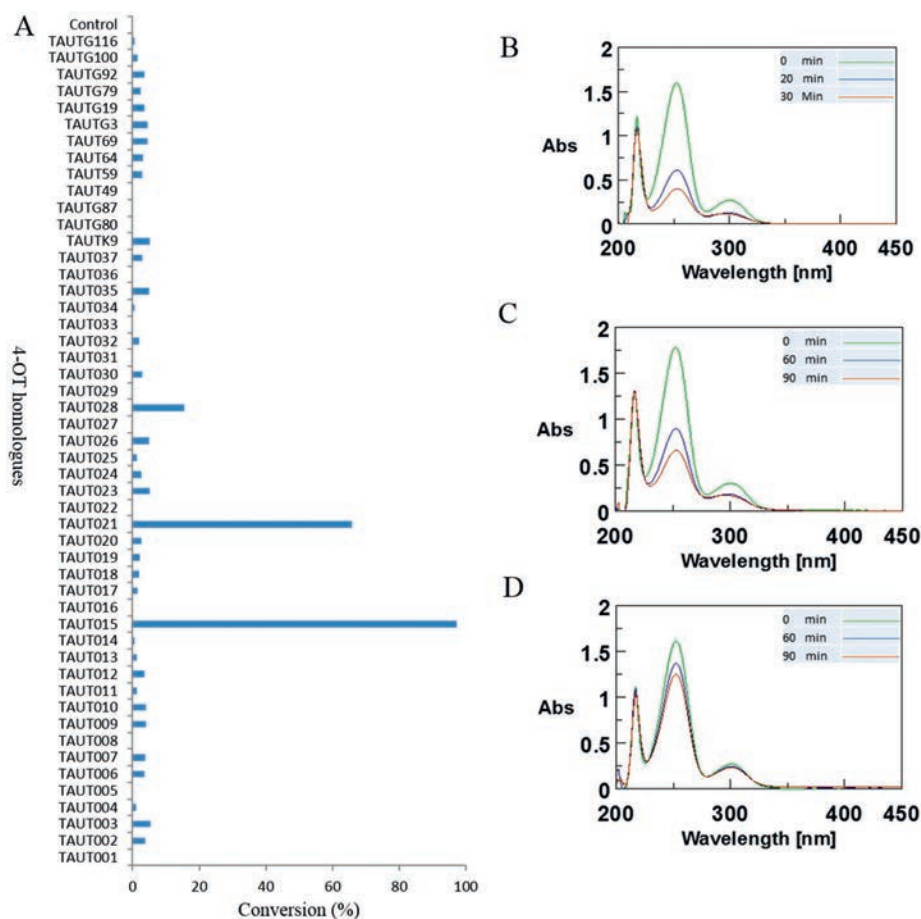 A
Control
TAUTG116
TAUTG100
TAUTG92
TAUTG79
TAUTG19
TAUTG3
TAUT69
TAUT64
TAUT59
TAUT49
TAUTG87
TAUTG80
TAUTK9
TAUT037
TAUT036
TAUT035
TAUT034
TAUT033
TAUT032
TAUT031
TAUT030
TAUT029
TAUT028
TAUT027
TAUT026
TAUT025
TAUT024
TAUT023
TAUT022
TAUT021
TAUT020
TAUT019
TAUT018
TAUT017
TAUT016
TAUT015
TAUT014
TAUT013
TAUT012
TAUT011
TAUT010
TAUT009
TAUT008
TAUT007
TAUT006
TAUT005
TAUT004
TAUT003
TAUT002
TAUT001
4-OT homologues
0 20 40 60 80 100
Conversion (%)
B
2
1.5
1
0.5
0
Abs
0 min
20 min
30 Min
200 300 400 450
Wavelength [nm]
C
2
1.5
1
0.5
0
Abs
0 min
60 min
90 min
200 300 400 450
Wavelength [nm]
D
2
1.5
1
0.5
0
Abs
0 min
60 min
90 min
200 300 400 450
Wavelength [nm]